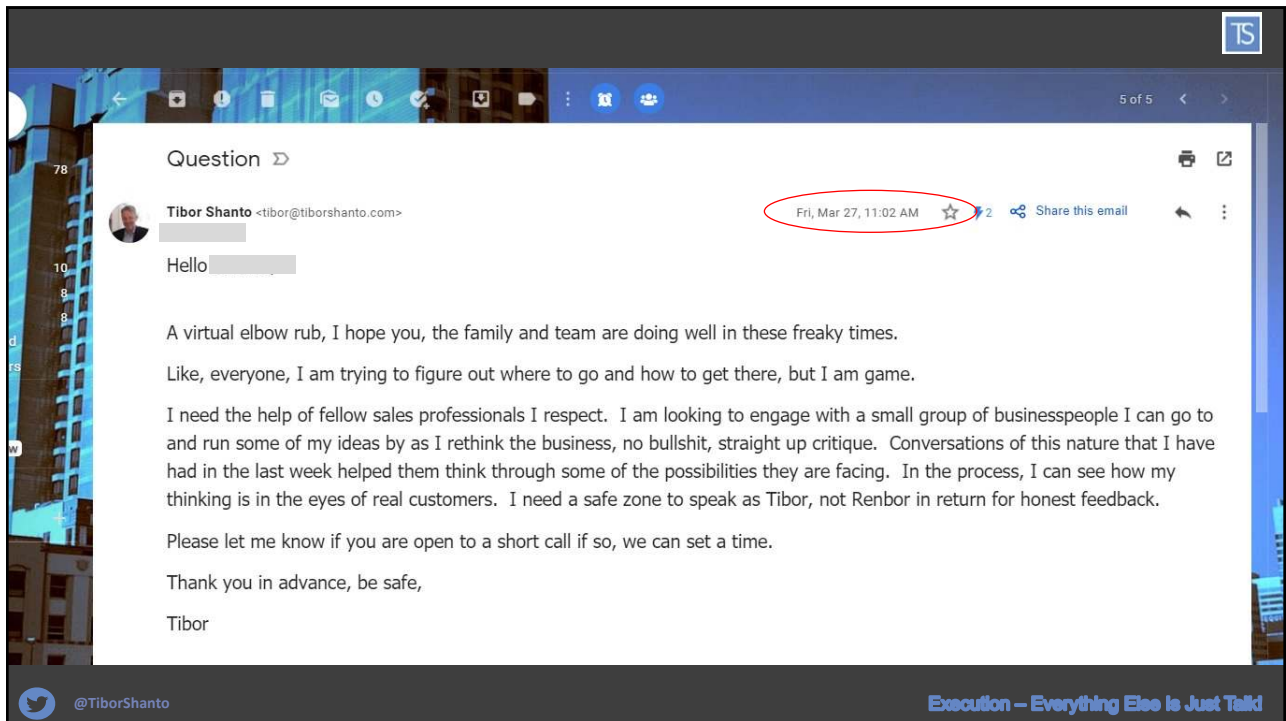 TS
5 of 5
78
Question
Tibor Shanto <tibor@tiborshanto.com>
Fri, Mar 27, 11:02 AM
2
Share this email
Hello
10
8
8
d
rs
w
A virtual elbow rub, I hope you, the family and team are doing well in these freaky times.
Like, everyone, I am trying to figure out where to go and how to get there, but I am game.
I need the help of fellow sales professionals I respect.  I am looking to engage with a small group of businesspeople I can go to
and run some of my ideas by as I rethink the business, no bullshit, straight up critique.  Conversations of this nature that I have
had in the last week helped them think through some of the possibilities they are facing.  In the process, I can see how my
thinking is in the eyes of real customers.  I need a safe zone to speak as Tibor, not Renbor in return for honest feedback.
Please let me know if you are open to a short call if so, we can set a time.
Thank you in advance, be safe,
Tibor
@TiborShanto
Execution – Everything Else Is Just Talk!